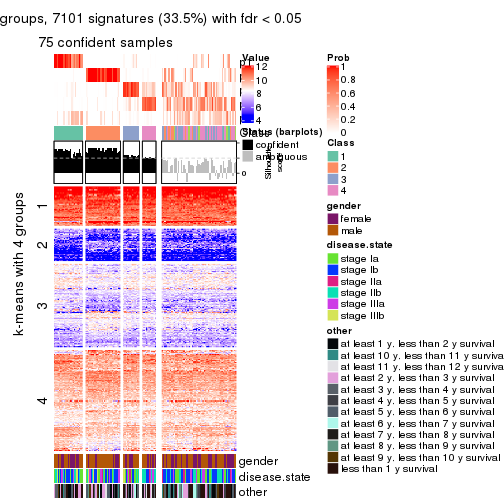 groups, 7101 signatures (33.5%) with fdr < 0.05
75 confident samples
k-means with 4 groups
1
2
3
4
Value
12
10
8
6
4
Status (barplots)
confident
ambiguous
0
Silhouette
score
gender
disease.state
other
Prob
1
0.8
0.6
0.4
0.2
0
Class
1
2
3
4
gender
female
male
disease.state
stage Ia
stage Ib
stage IIa
stage IIb
stage IIIa
stage IIIb
other
at least 1 y. less than 2 y survival
at least 10 y. less than 11 y surviva
at least 11 y. less than 12 y surviva
at least 2 y. less than 3 y survival
at least 3 y. less than 4 y survival
at least 4 y. less than 5 y survival
at least 5 y. less than 6 y survival
at least 6 y. less than 7 y survival
at least 7 y. less than 8 y survival
at least 8 y. less than 9 y survival
at least 9 y. less than 10 y survival
less than 1 y survival